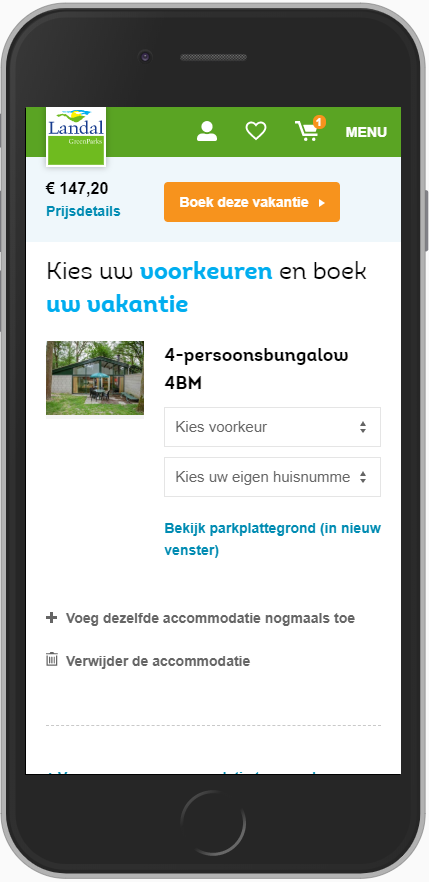 Landal
GreenParks
1
MENU
€ 147,20
Prijsdetails
Boek deze vakantie
Kies uw voorkeuren en boek
uw vakantie
4-persoonsbungalow
4BM
Kies voorkeur
Kies uw eigen huisnumme
Bekijk parkplattegrond (in nieuw
venster)
Voeg dezelfde accommodatie nogmaals toe
Verwijder de accommodatie